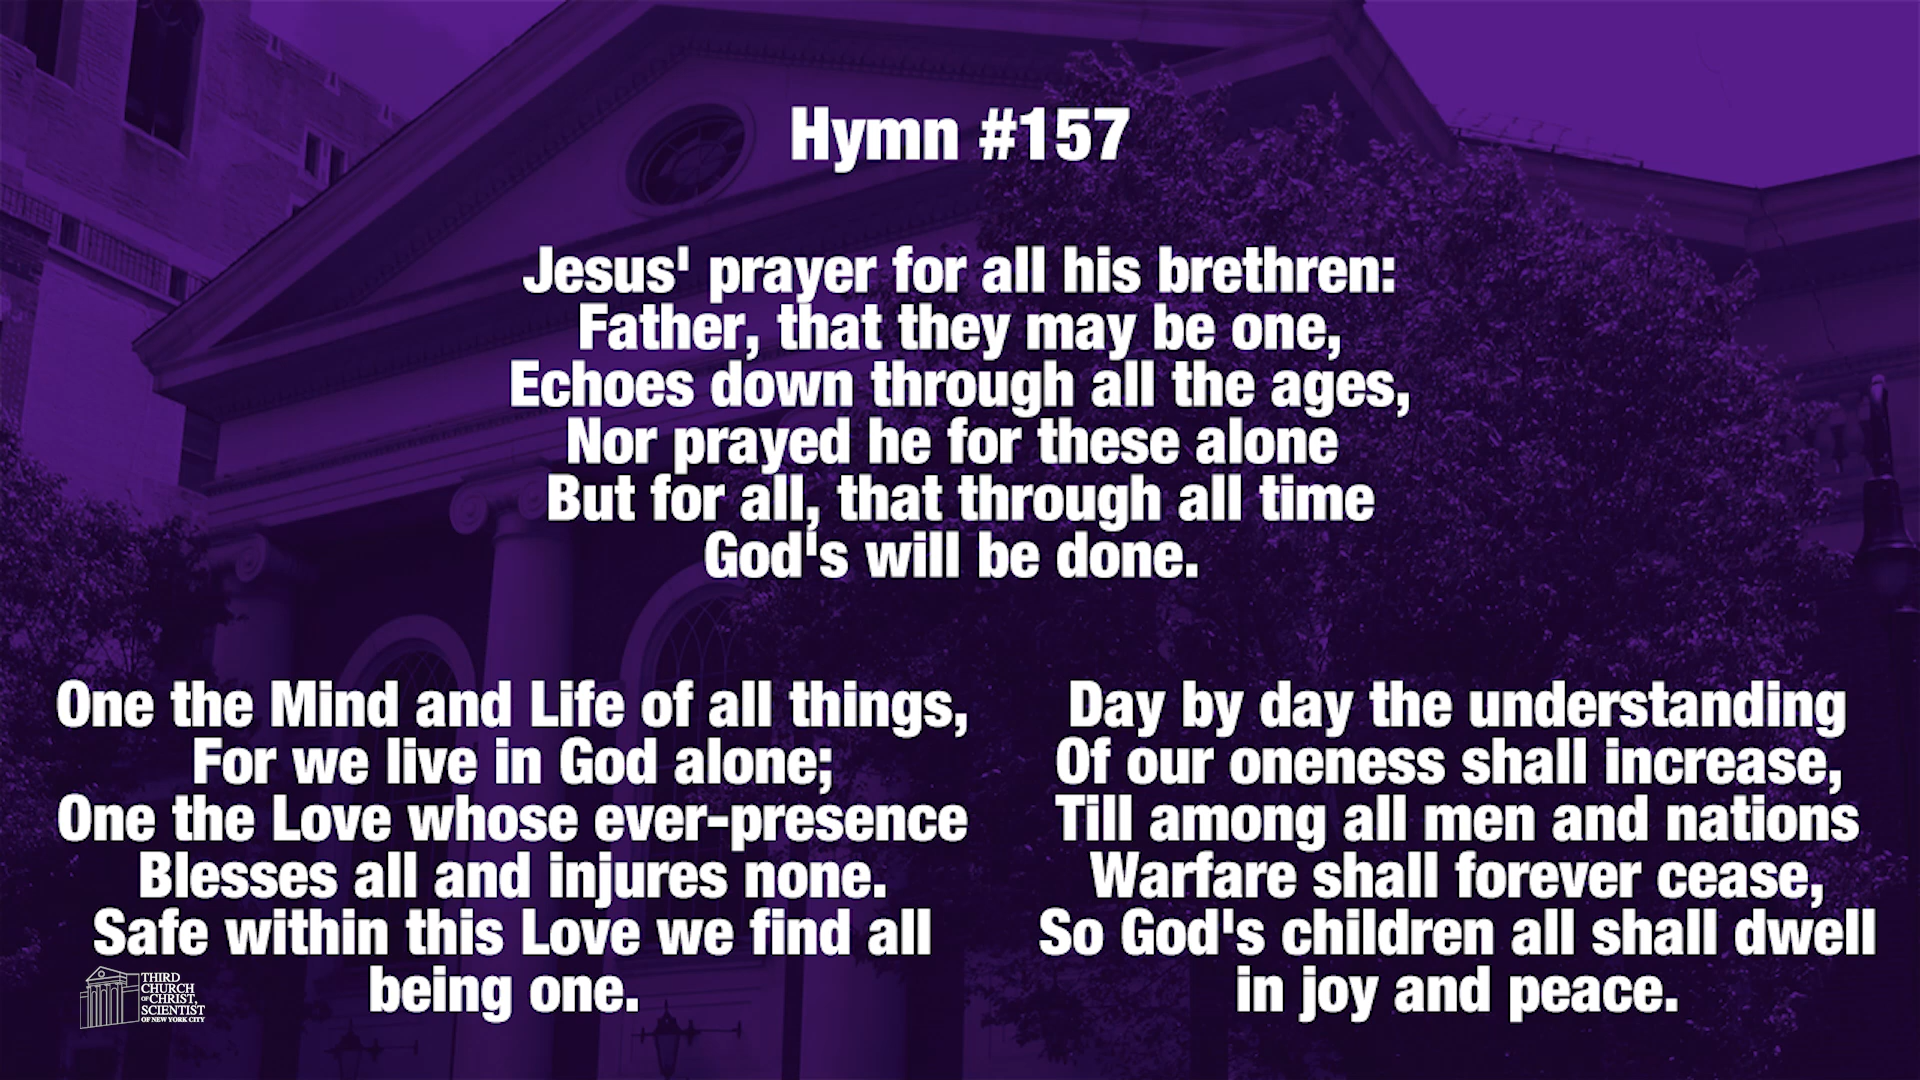 Hymn #157
Jesus' prayer for all his brethren:
Father, that they may be one,
Echoes down through all the ages,
Nor prayed he for these alone
But for all, that through all time
God's will be done.
One the Mind and Life of all things,
For we live in God alone;
One the Love whose ever-presence
Blesses all and injures none.
Safe within this Love we find all
being one.
Day by day the understanding
Of our oneness shall increase,
Till among all men and nations
Warfare shall forever cease,
So God's children all shall dwell
in joy and peace.
THIRD
CHURCH
OF CHRIST,
SCIENTIST
OF NEW YORK CITY